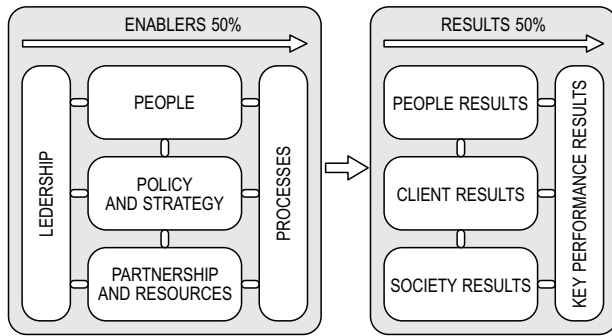 ENABLERS 50%
LEDERSHIP
PEOPLE
POLICY
AND STRATEGY
PARTNERSHIP
AND RESOURCES
PROCESSES
RESULTS 50%
PEOPLE RESULTS
CLIENT RESULTS
SOCIETY RESULTS
KEY PERFORMANCE RESULTS